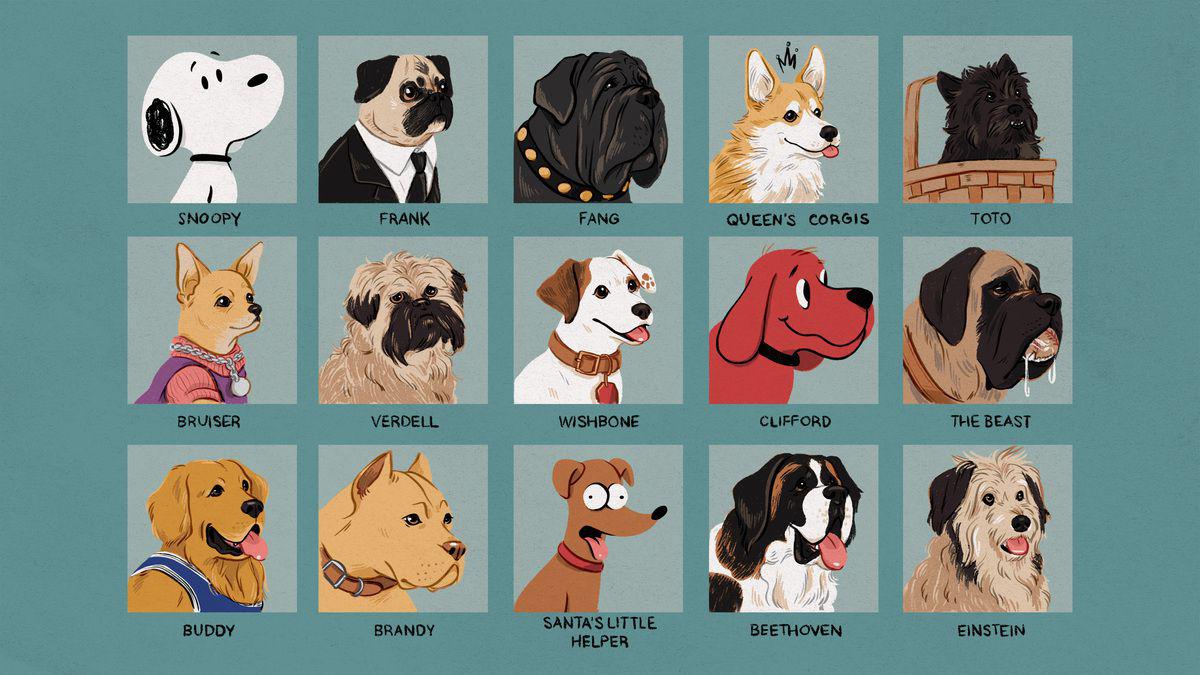 SNOOPY
FRANK
FANG
QUEEN'S CORGIS
TOTO
BRUISER
VERDELL
WISHBONE
CLIFFORD
THE BEAST
BUDDY
BRANDY
SANTA'S LITTLE
HELPER
BEETHOVEN
EINSTEIN